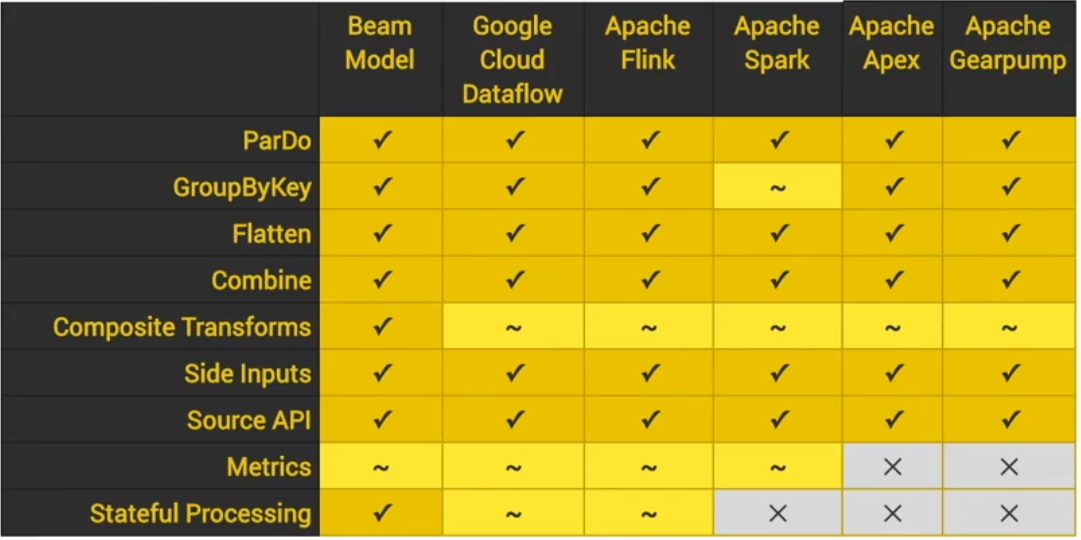 Beam Model Google Cloud Dataflow Apache Flink Apache Spark Apache Apex Apache Gearpump
ParDo ✓ ✓ ✓ ✓ ✓ ✓
GroupByKey ✓ ✓ ✓ ~ ✓ ✓
Flatten ✓ ✓ ✓ ✓ ✓ ✓
Combine ✓ ✓ ✓ ✓ ✓ ✓
Composite Transforms ✓ ~ ~ ~ ~ ~
Side Inputs ✓ ✓ ✓ ✓ ✓ ✓
Source API ✓ ✓ ✓ ✓ ✓ ✓
Metrics ~ ~ ~ ~ × ×
Stateful Processing ✓ ~ ~ × × ×